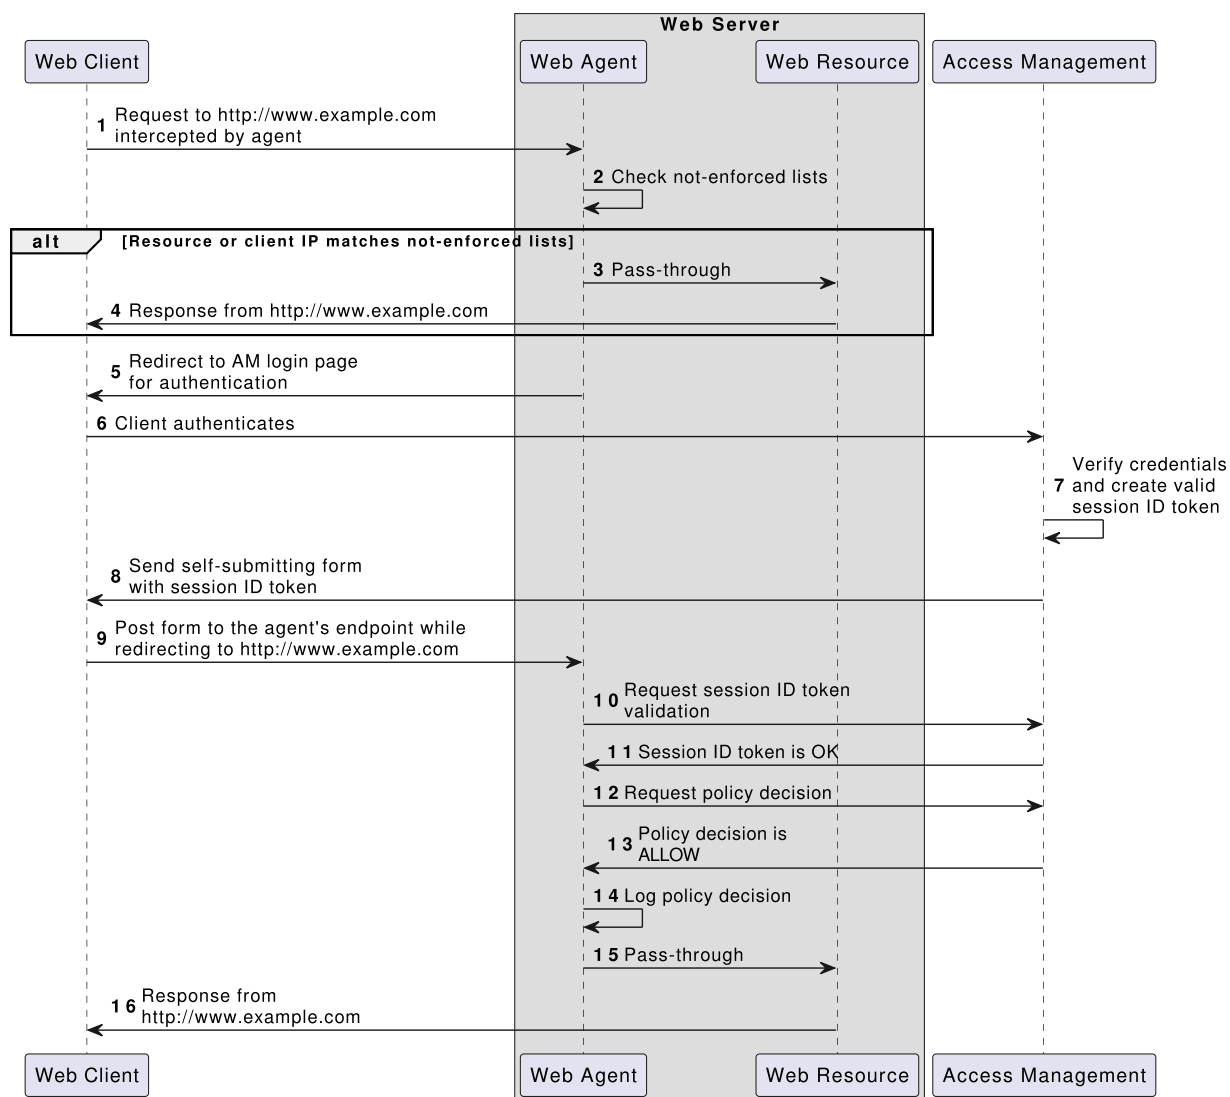 Web Server
Web Client
Web Agent
Web Resource
Access Management
1 Request to http://www.example.com
intercepted by agent
2 Check not-enforced lists
alt [Resource or client IP matches not-enforced lists]
3 Pass-through
4 Response from http://www.example.com
5 Redirect to AM login page
for authentication
6 Client authenticates
7 Verify credentials
and create valid
session ID token
8 Send self-submitting form
with session ID token
9 Post form to the agent's endpoint while
redirecting to http://www.example.com
10 Request session ID token
validation
11 Session ID token is OK
12 Request policy decision
13 Policy decision is
ALLOW
14 Log policy decision
15 Pass-through
16 Response from
http://www.example.com
Web Client
Web Agent
Web Resource
Access Management